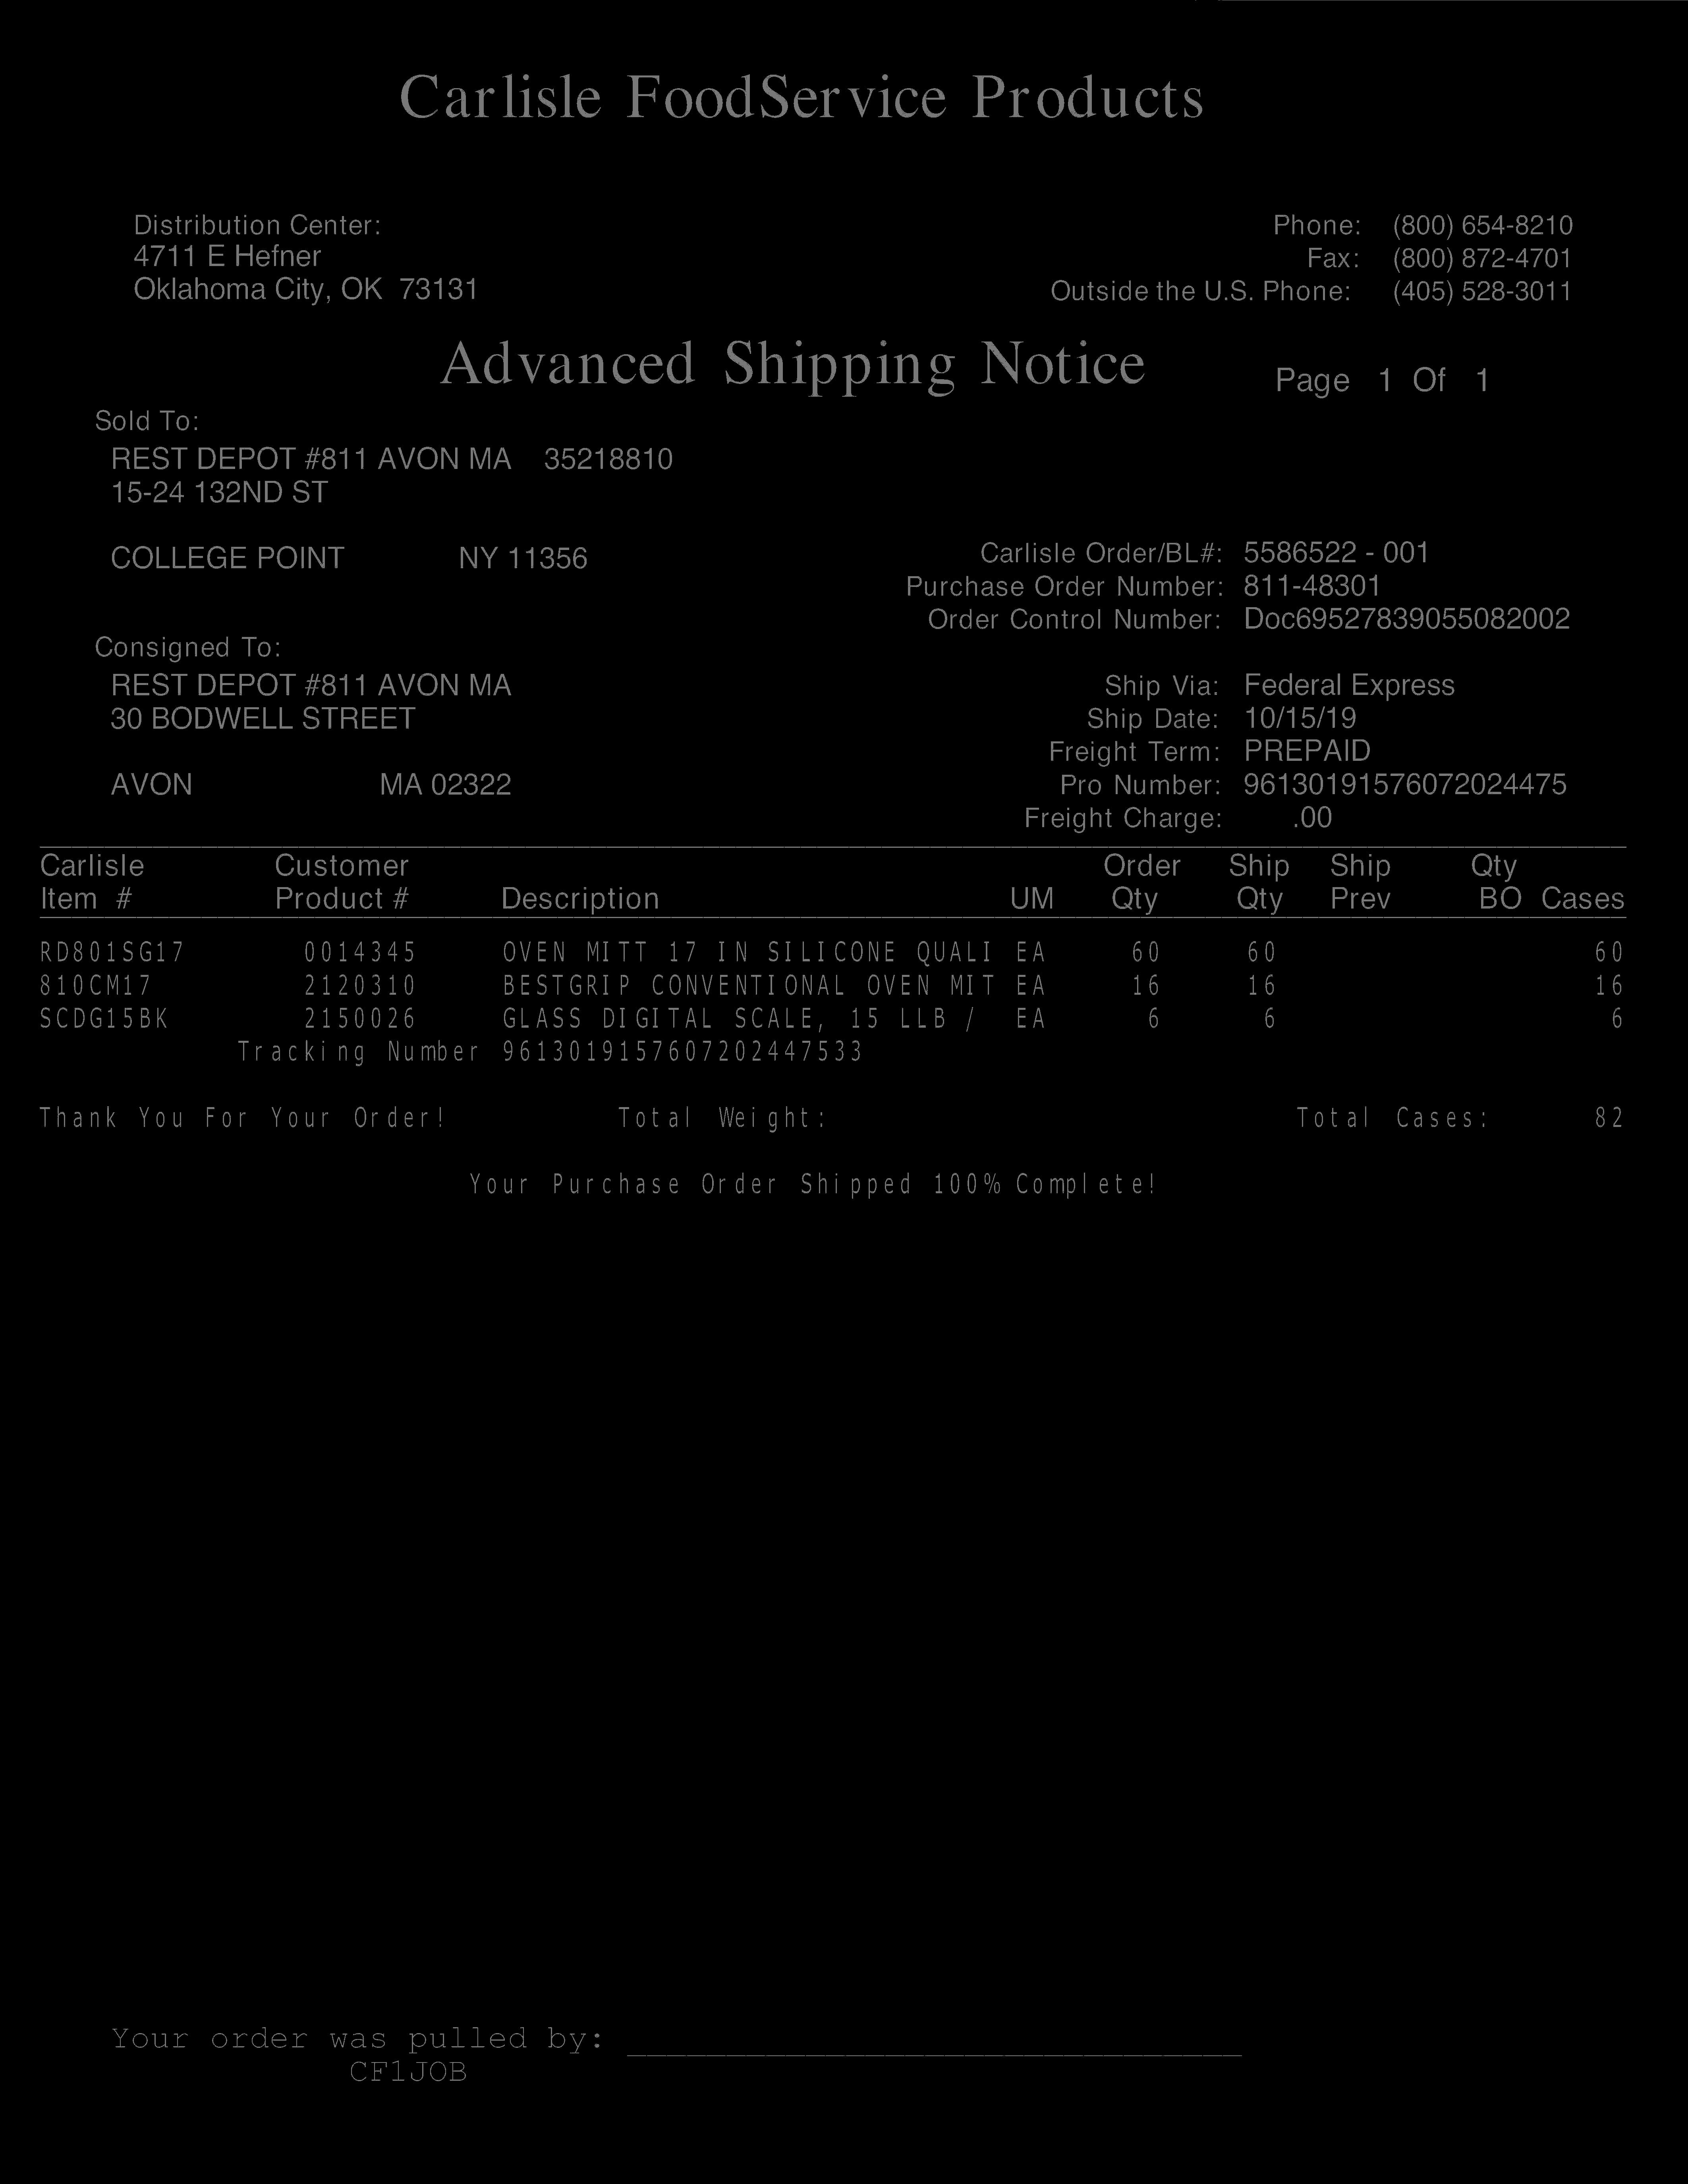 Carlisle FoodService Products
Distribution Center:
4711 E Hefner
Oklahoma City, OK 73131
Phone: (800) 654-8210
Fax: (800) 872-4701
Outside the U.S. Phone: (405) 528-3011
Advanced Shipping Notice Page 1 Of 1
Sold To:
REST DEPOT #811 AVON MA 35218810
15-24 132ND ST
COLLEGE POINT NY 11356
Carlisle Order/BL#: 5586522 - 001
Purchase Order Number: 811-48301
Order Control Number: Doc69527839055082002
Consigned To:
REST DEPOT #811 AVON MA
30 BODWELL STREET
AVON MA 02322
Ship Via: Federal Express
Ship Date: 10/15/19
Freight Term: PREPAID
Pro Number: 96130191576072024475
Freight Charge: .00
Carlisle Customer Order Ship Ship Qty
Item # Product # Description UM Qty Qty Prev BO Cases
RD801SG17 0014345 OVEN MITT 17 IN SILICONE QUALI EA 60 60 60
810CM17 2120310 BESTGRIP CONVENTIONAL OVEN MIT EA 16 16 16
SCDG15BK 2150026 GLASS DIGITAL SCALE, 15 LLB / EA 6 6 6
Tracking Number 9613019157607202447533
Thank You For Your Order! Total Weight: Total Cases: 82
Your Purchase Order Shipped 100% Complete!
Your order was pulled by:
CF1JOB